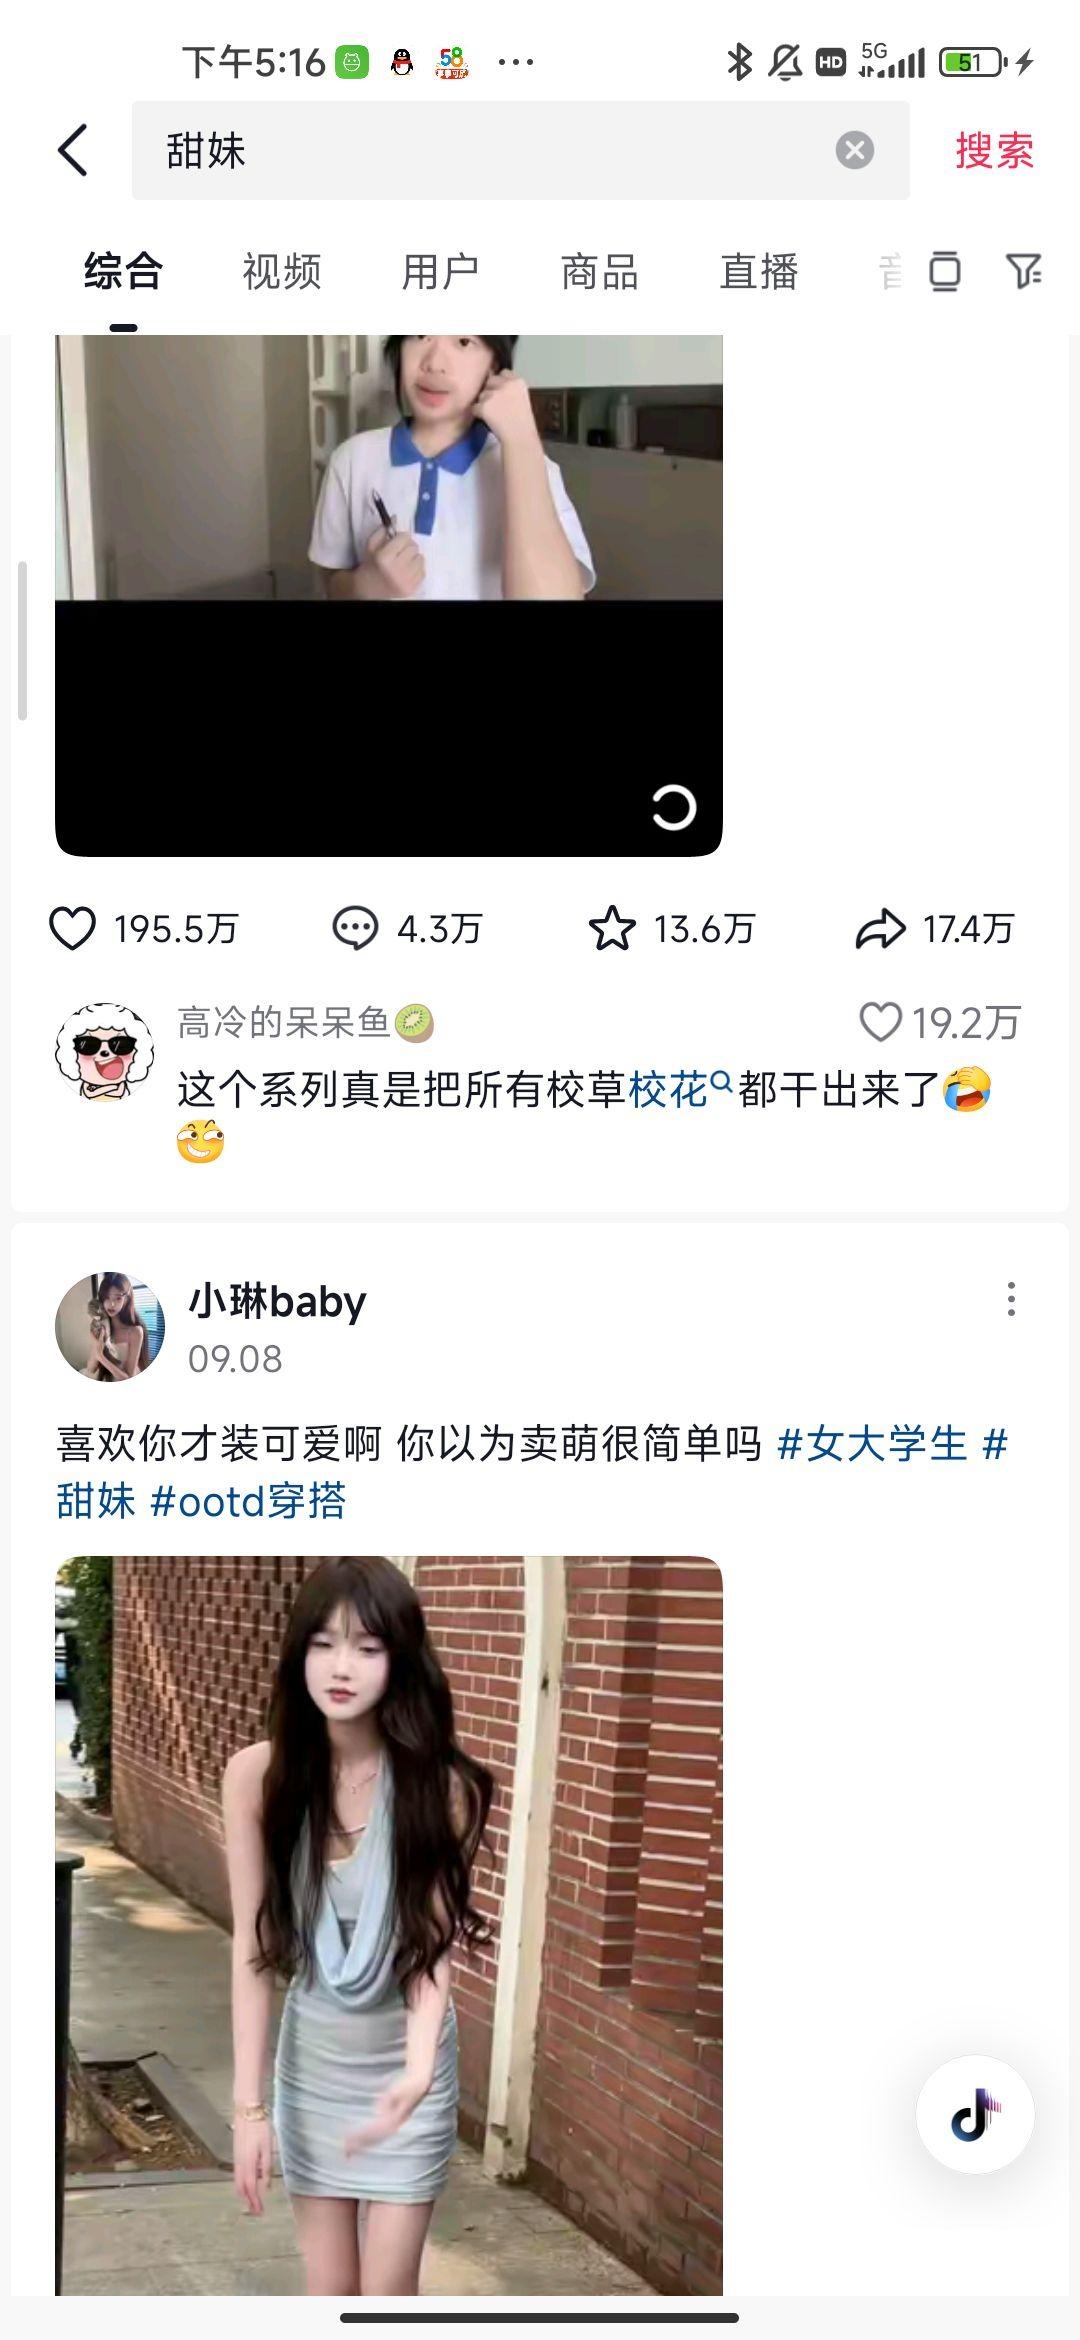 下午5:16
58
HD
5G
51
甜妹
搜索
综合
视频
用户
商品
直播
195.5万
4.3万
13.6万
17.4万
高冷的呆呆鱼🥝
19.2万
这个系列真是把所有校草校花都干出来了
小琳baby
09.08
喜欢你才装可爱啊 你以为卖萌很简单吗 #女大学生 #
甜妹 #ootd穿搭